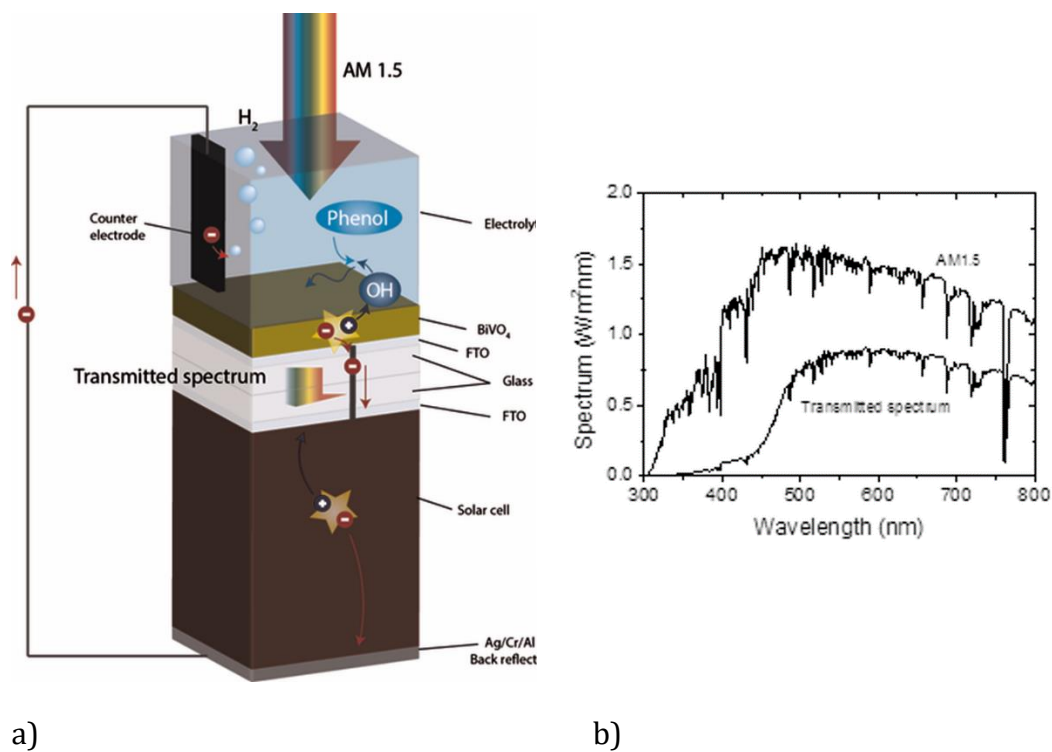 AM 1.5
H2
Counter
electrode
Phenol
Electrolyt
OH
BiVO4
FTO
Transmitted spectrum
Glass
FTO
Solar cell
Ag/Cr/Al
Back reflect
a)
Spectrum (W/m2nm)
2.0
1.5
1.0
0.5
0.0
AM1.5
Transmitted spectrum
300 400 500 600 700 800
Wavelength (nm)
b)